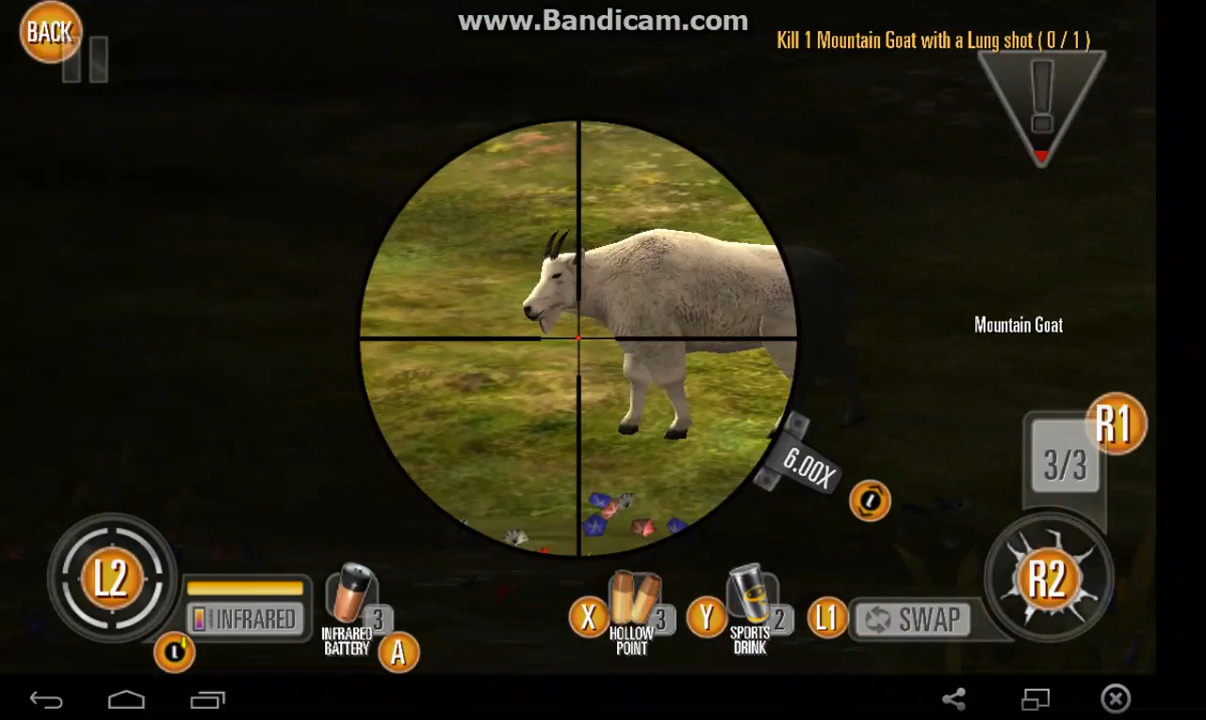 www.Bandicam.com
BACK
Kill 1 Mountain Goat with a Lung shot ( 0 / 1 )
Mountain Goat
R1
3/3
6.00X
L2
INFRARED
L
INFRARED
BATTERY
3
A
X
HOLLOW
POINT
3
Y
SPORTS
DRINK
2
L1
SWAP
R2